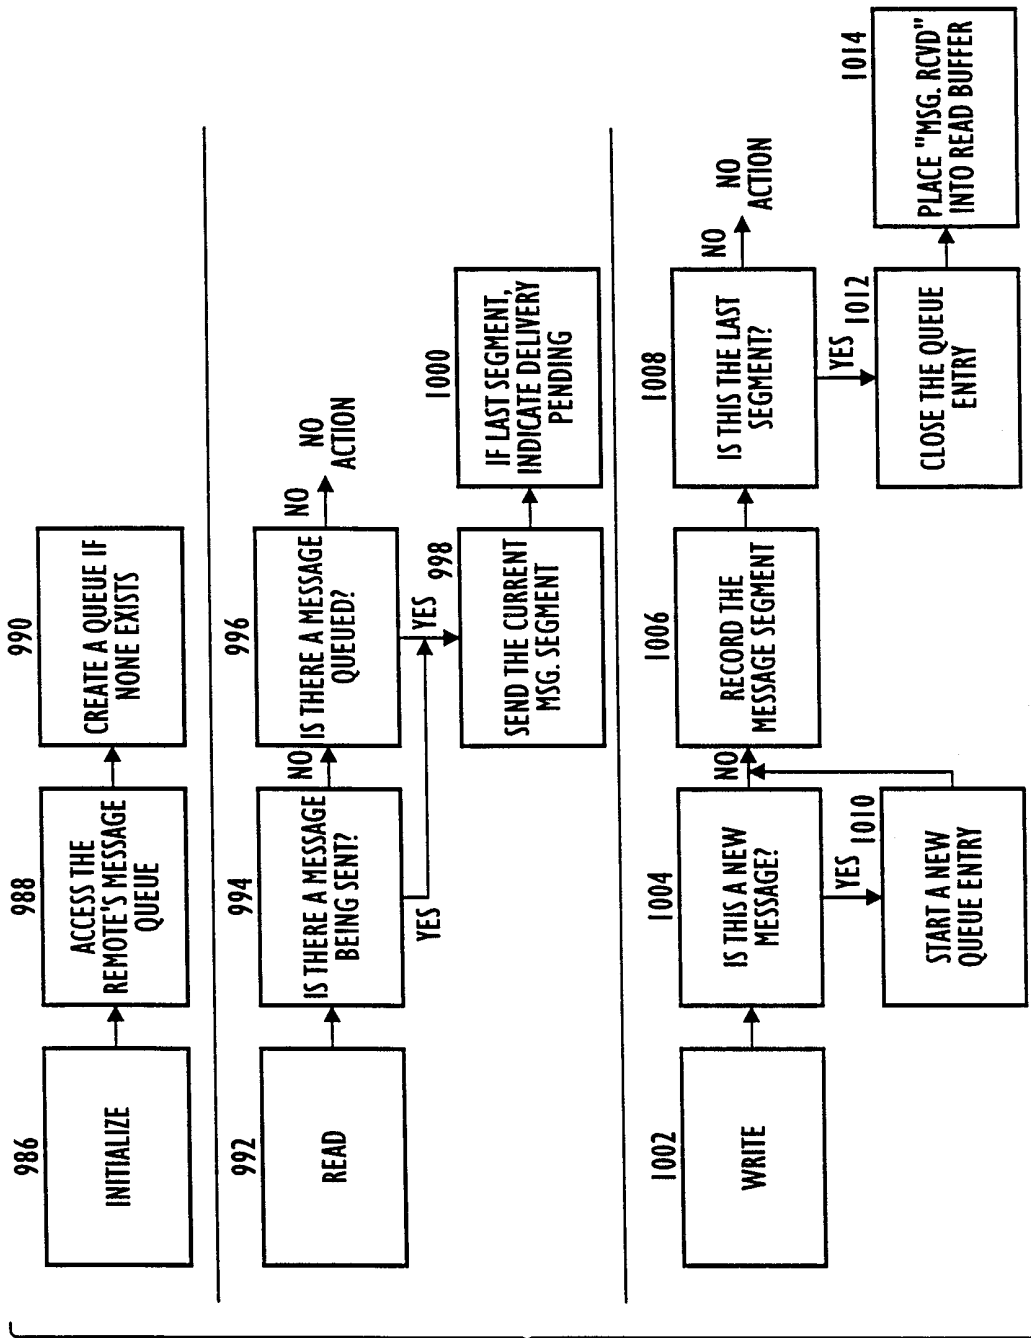 986
INITIALIZE
988
ACCESS THE
REMOTE'S MESSAGE
QUEUE
990
CREATE A QUEUE IF
NONE EXISTS
992
READ
994
IS THERE A MESSAGE
BEING SENT?
NO
YES
996
IS THERE A MESSAGE
QUEUED?
NO
NO
ACTION
YES
998
SEND THE CURRENT
MSG. SEGMENT
1000
IF LAST SEGMENT,
INDICATE DELIVERY
PENDING
1002
WRITE
1004
IS THIS A NEW
MESSAGE?
NO
YES
1010
START A NEW
QUEUE ENTRY
1006
RECORD THE
MESSAGE SEGMENT
1008
IS THIS THE LAST
SEGMENT?
NO
NO
ACTION
YES
1012
CLOSE THE QUEUE
ENTRY
1014
PLACE "MSG. RCVD"
INTO READ BUFFER